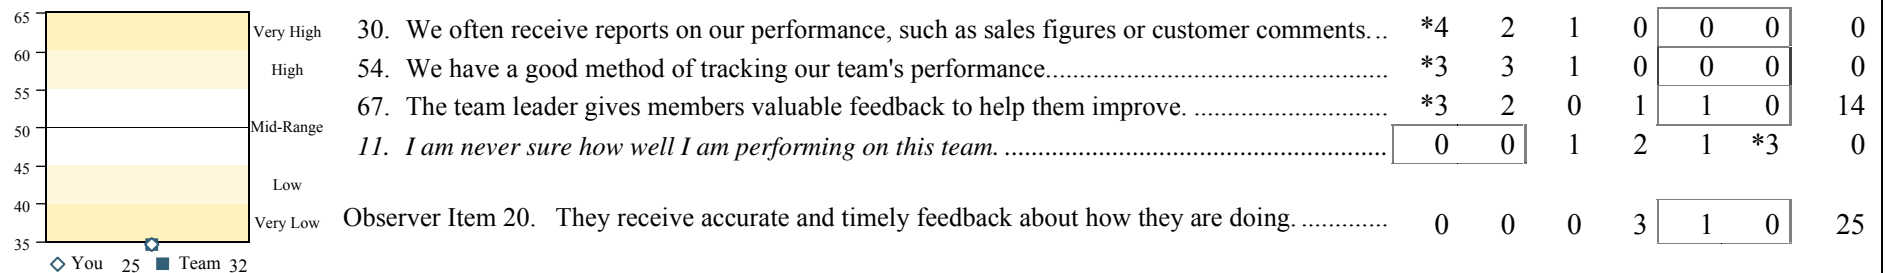 65
60
55
50
45
40
35
Very High
High
Mid-Range
Low
Very Low
◇ You 25 ■ Team 32
30. We often receive reports on our performance, such as sales figures or customer comments... *4 2 1 0 0 0 0
54. We have a good method of tracking our team's performance.................................................. *3 3 1 0 0 0 0
67. The team leader gives members valuable feedback to help them improve. ............................. *3 2 0 1 1 0 14
11. I am never sure how well I am performing on this team. ......................................................... 0 0 1 2 1 *3 0
Observer Item 20. They receive accurate and timely feedback about how they are doing. ............. 0 0 0 3 1 0 25